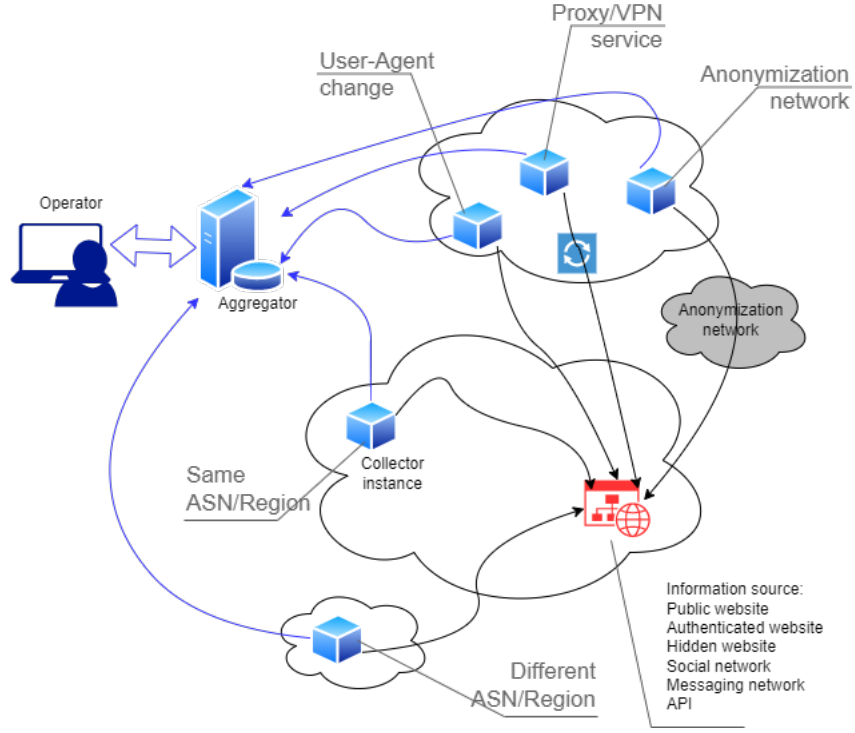 Proxy/VPN
service
User-Agent
change
Anonymization
network
Operator
Aggregator
Anonymization
network
Collector
instance
Same
ASN/Region
Information source:
Public website
Authenticated website
Hidden website
Social network
Messaging network
API
Different
ASN/Region